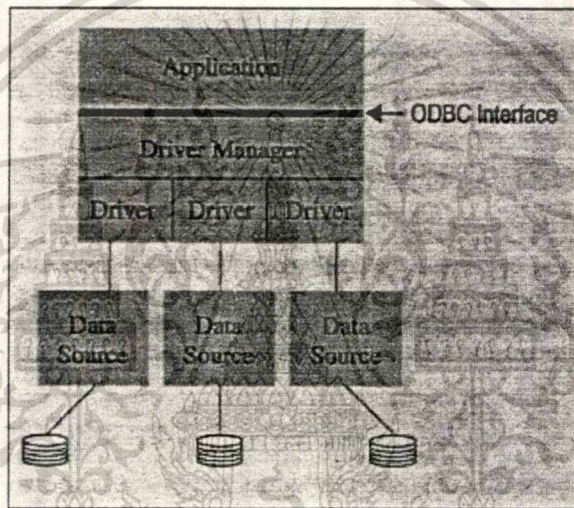 Application
ODBC Interface
Driver Manager
Driver Driver Driver
Data Data Data
Source Source Source